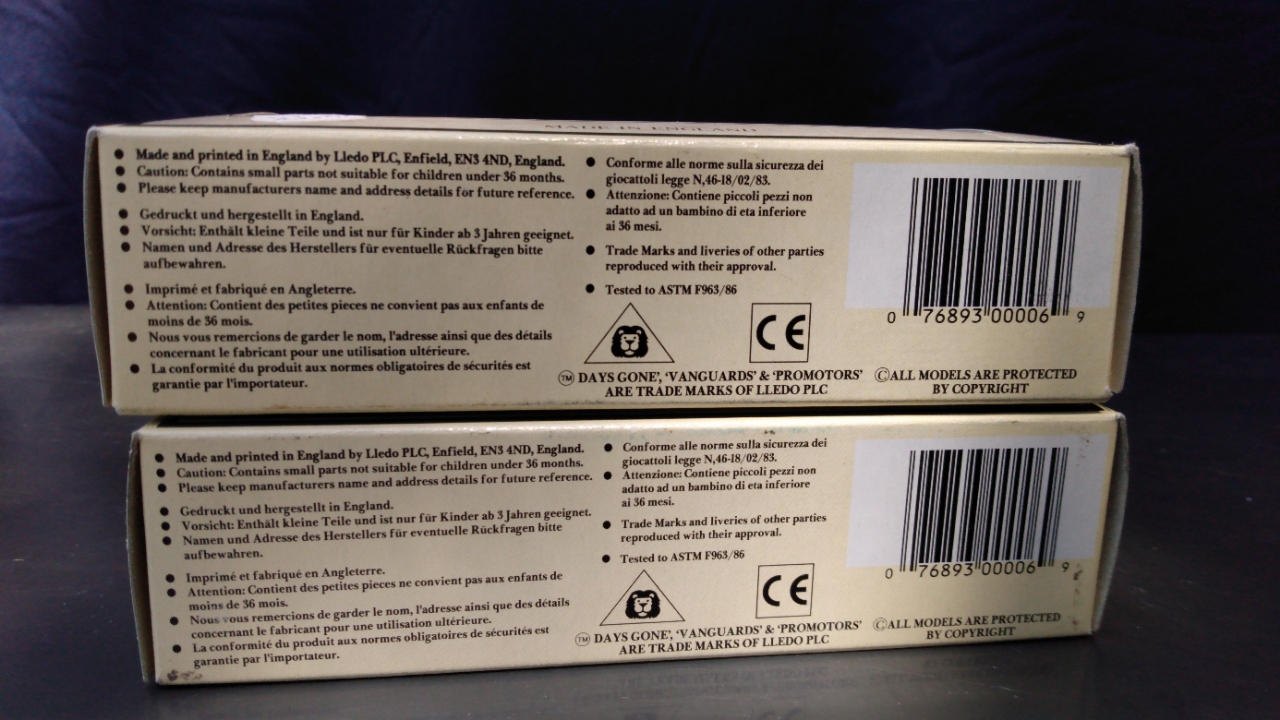 MADE IN ENGLAND
● Made and printed in England by Lledo PLC, Enfield, EN3 4ND, England.
● Caution: Contains small parts not suitable for children under 36 months.
● Please keep manufacturers name and address details for future reference.
● Gedruckt und hergestellt in England.
● Vorsicht: Enthält kleine Teile und ist nur für Kinder ab 3 Jahren geeignet.
● Namen und Adresse des Herstellers für eventuelle Rückfragen bitte
aufbewahren.
● Imprimé et fabriqué en Angleterre.
● Attention: Contient des petites pieces ne convient pas aux enfants de
moins de 36 mois.
● Nous vous remercions de garder le nom, l'adresse ainsi que des détails
concernant le fabricant pour une utilisation ultérieure.
● La conformité du produit aux normes obligatoires de sécurités est
garantie par l'importateur.
● Conforme alle norme sulla sicurezza dei
giocattoli legge N,46-18/02/83.
● Attenzione: Contiene piccoli pezzi non
adatto ad un bambino di eta inferiore
ai 36 mesi.
● Trade Marks and liveries of other parties
reproduced with their approval.
● Tested to ASTM F963/86
CE
™ DAYS GONE', 'VANGUARDS' & 'PROMOTORS'
ARE TRADE MARKS OF LLEDO PLC
0 76893 00006 9
©ALL MODELS ARE PROTECTED
BY COPYRIGHT
● Made and printed in England by Lledo PLC, Enfield, EN3 4ND, England.
● Caution: Contains small parts not suitable for children under 36 months.
● Please keep manufacturers name and address details for future reference.
● Gedruckt und hergestellt in England.
● Vorsicht: Enthält kleine Teile und ist nur für Kinder ab 3 Jahren geeignet.
● Namen und Adresse des Herstellers für eventuelle Rückfragen bitte
aufbewahren.
● Imprimé et fabriqué en Angleterre.
● Attention: Contient des petites pieces ne convient pas aux enfants de
moins de 36 mois.
● Nous vous remercions de garder le nom, l'adresse ainsi que des détails
concernant le fabricant pour une utilisation ultérieure.
● La conformité du produit aux normes obligatoires de sécurités est
garantie par l'importateur.
● Conforme alle norme sulla sicurezza dei
giocattoli legge N,46-18/02/83.
● Attenzione: Contiene piccoli pezzi non
adatto ad un bambino di eta inferiore
ai 36 mesi.
● Trade Marks and liveries of other parties
reproduced with their approval.
● Tested to ASTM F963/86
CE
™ DAYS GONE', 'VANGUARDS' & 'PROMOTORS'
ARE TRADE MARKS OF LLEDO PLC
0 76893 00006 9
©ALL MODELS ARE PROTECTED
BY COPYRIGHT